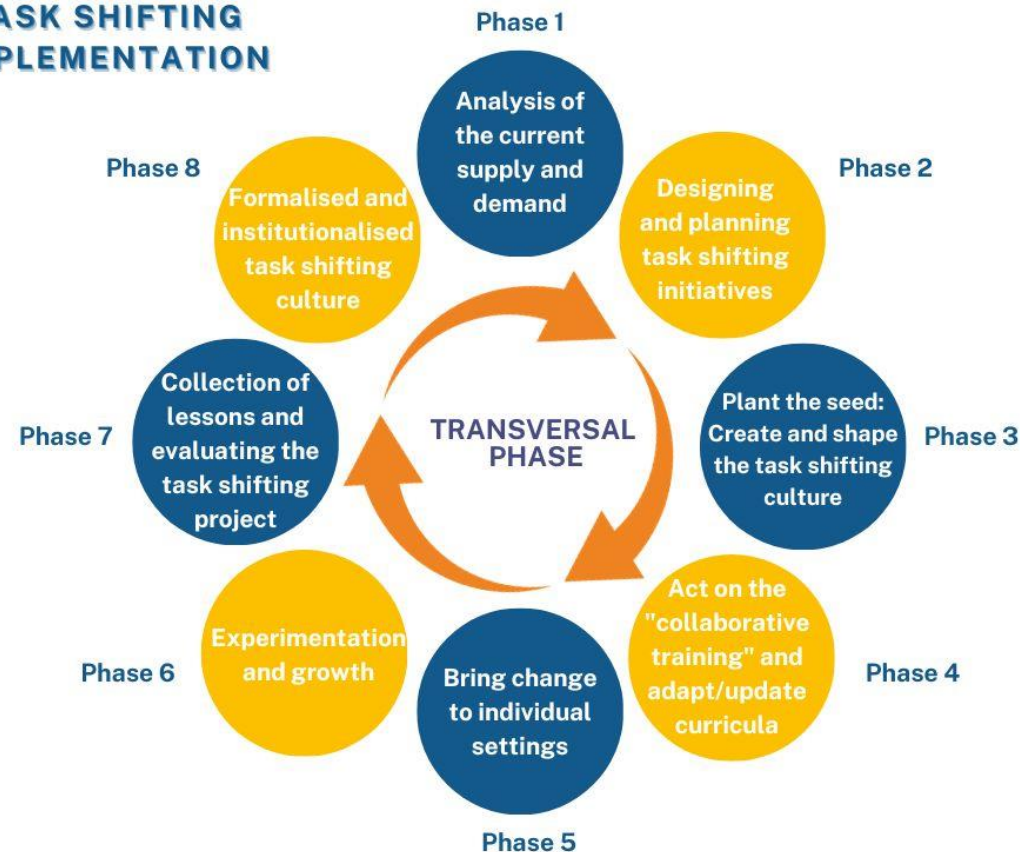 ASK SHIFTING
PLEMENTATION
Phase 1
Analysis of
the current
supply and
demand
Phase 2
Designing
and planning
task shifting
initiatives
Phase 3
Plant the seed:
Create and shape
the task shifting
culture
Phase 4
Act on the
"collaborative
training" and
adapt/update
curricula
Phase 5
Bring change
to individual
settings
Phase 6
Experimentation
and growth
Phase 7
Collection of
lessons and
evaluating the
task shifting
project
Phase 8
Formalised and
institutionalised
task shifting
culture
TRANSVERSAL
PHASE